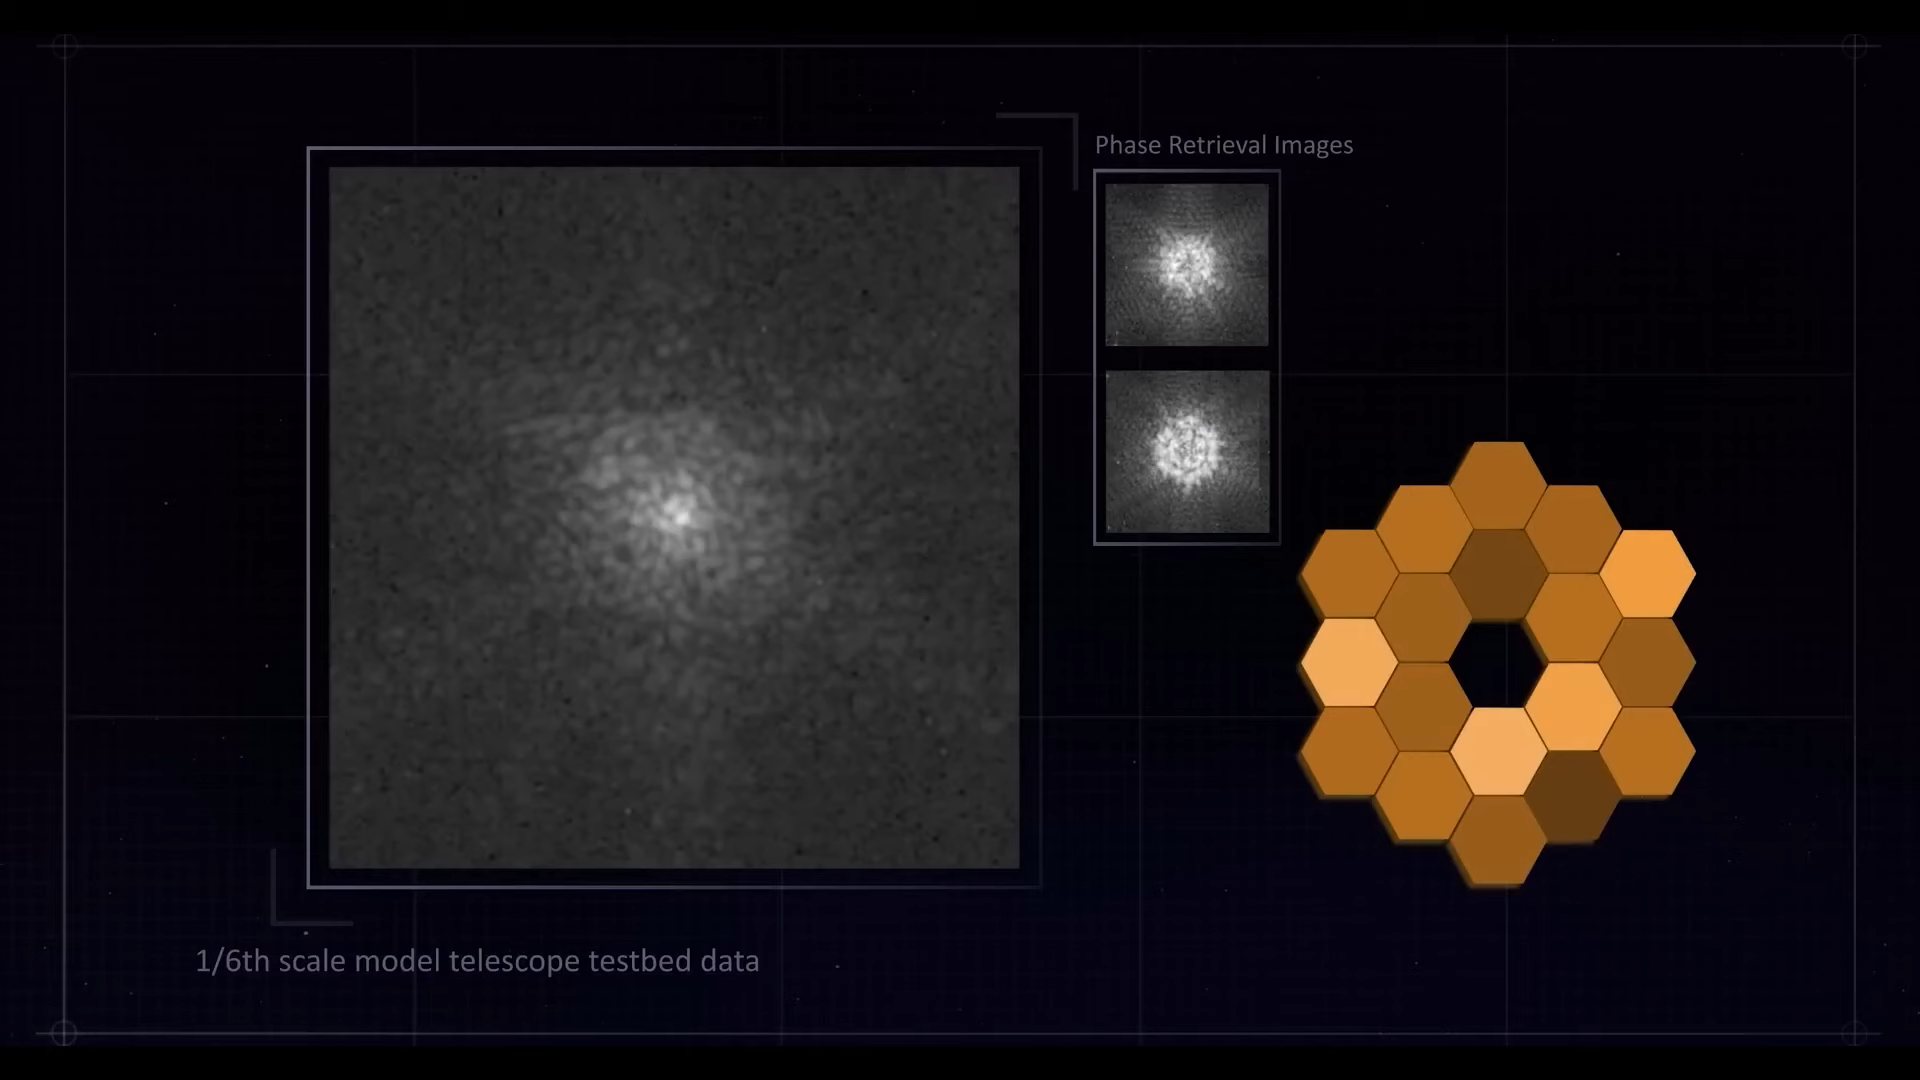 Phase Retrieval Images
1/6th scale model telescope testbed data